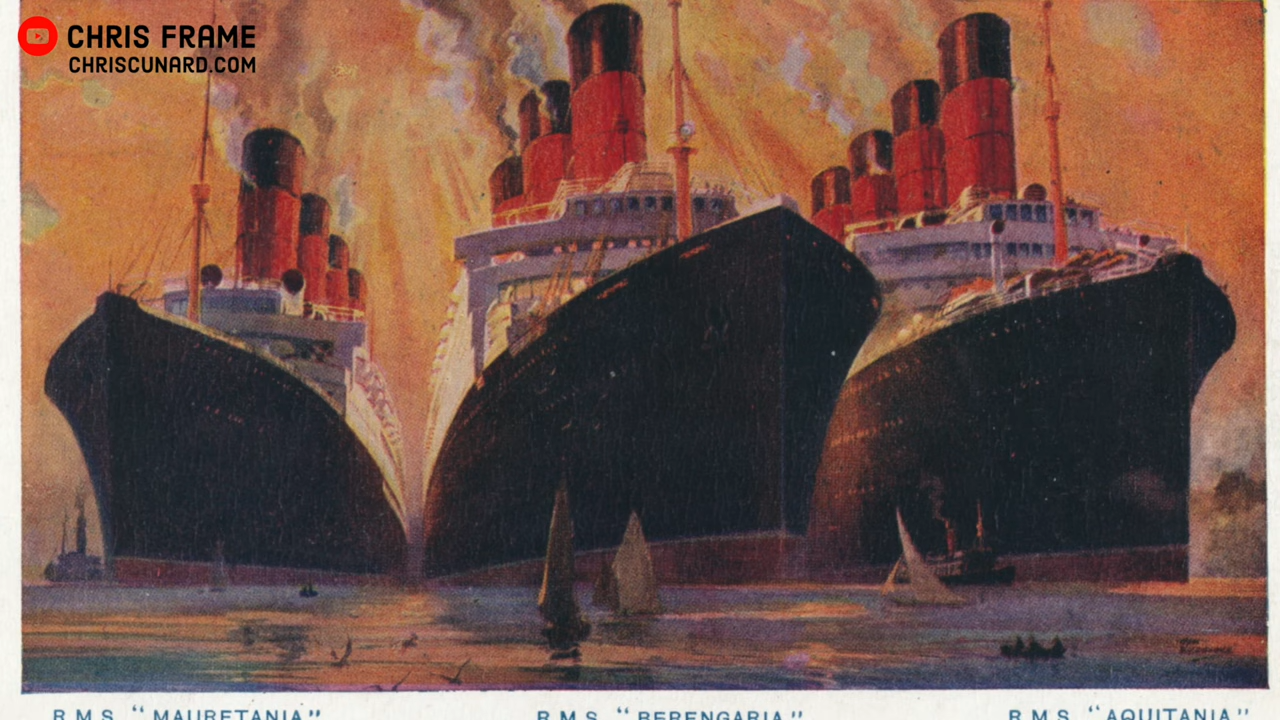 CHRIS FRAME
CHRISCUNARD.COM
R.M.S. "MAURETANIA" R.M.S. "BERENGARIA" R.M.S. "AQUITANIA"